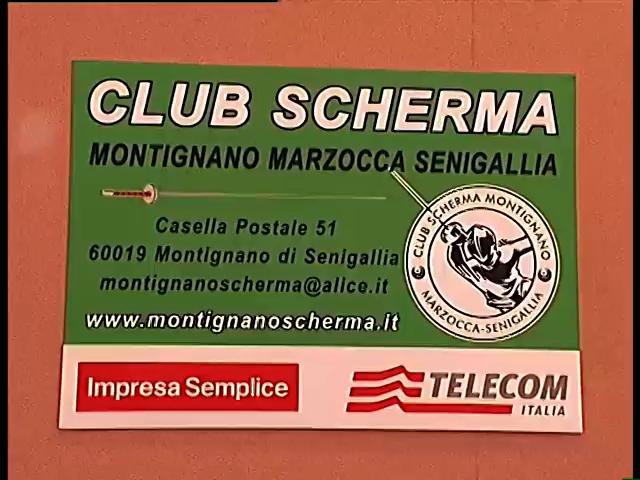 CLUB SCHERMA
MONTIGNANO MARZOCCA SENIGALLIA
Casella Postale 51
60019 Montignano di Senigallia
montignanoscherma@alice.it
www.montignanoscherma.it
CLUB SCHERMA MONTIGNANO
MARZOCCA-SENIGALLIA
Impresa Semplice
TELECOM
ITALIA